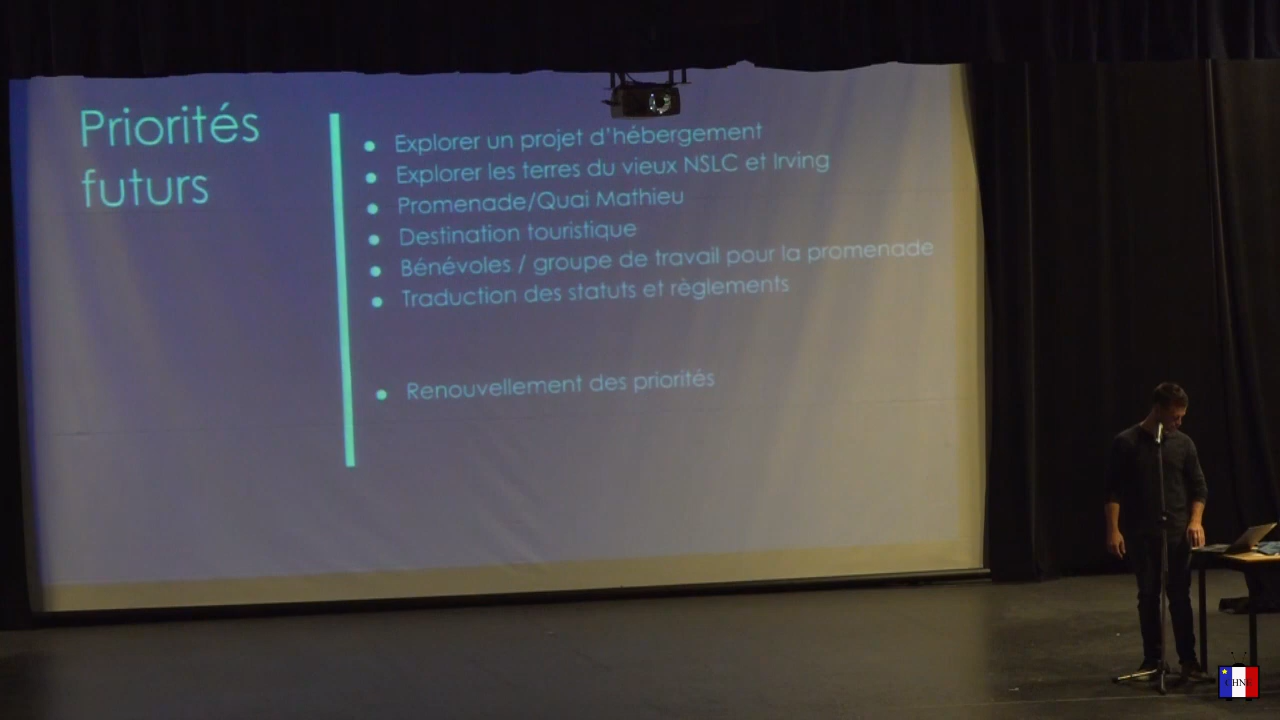 Priorités
futurs
Explorer un projet d'hébergement
Explorer les terres du vieux NSLC et Irving
Promenade/Quai Mathieu
Destination touristique
Bénévoles / groupe de travail pour la promenade
Traduction des statuts et règlements
Renouvellement des priorités